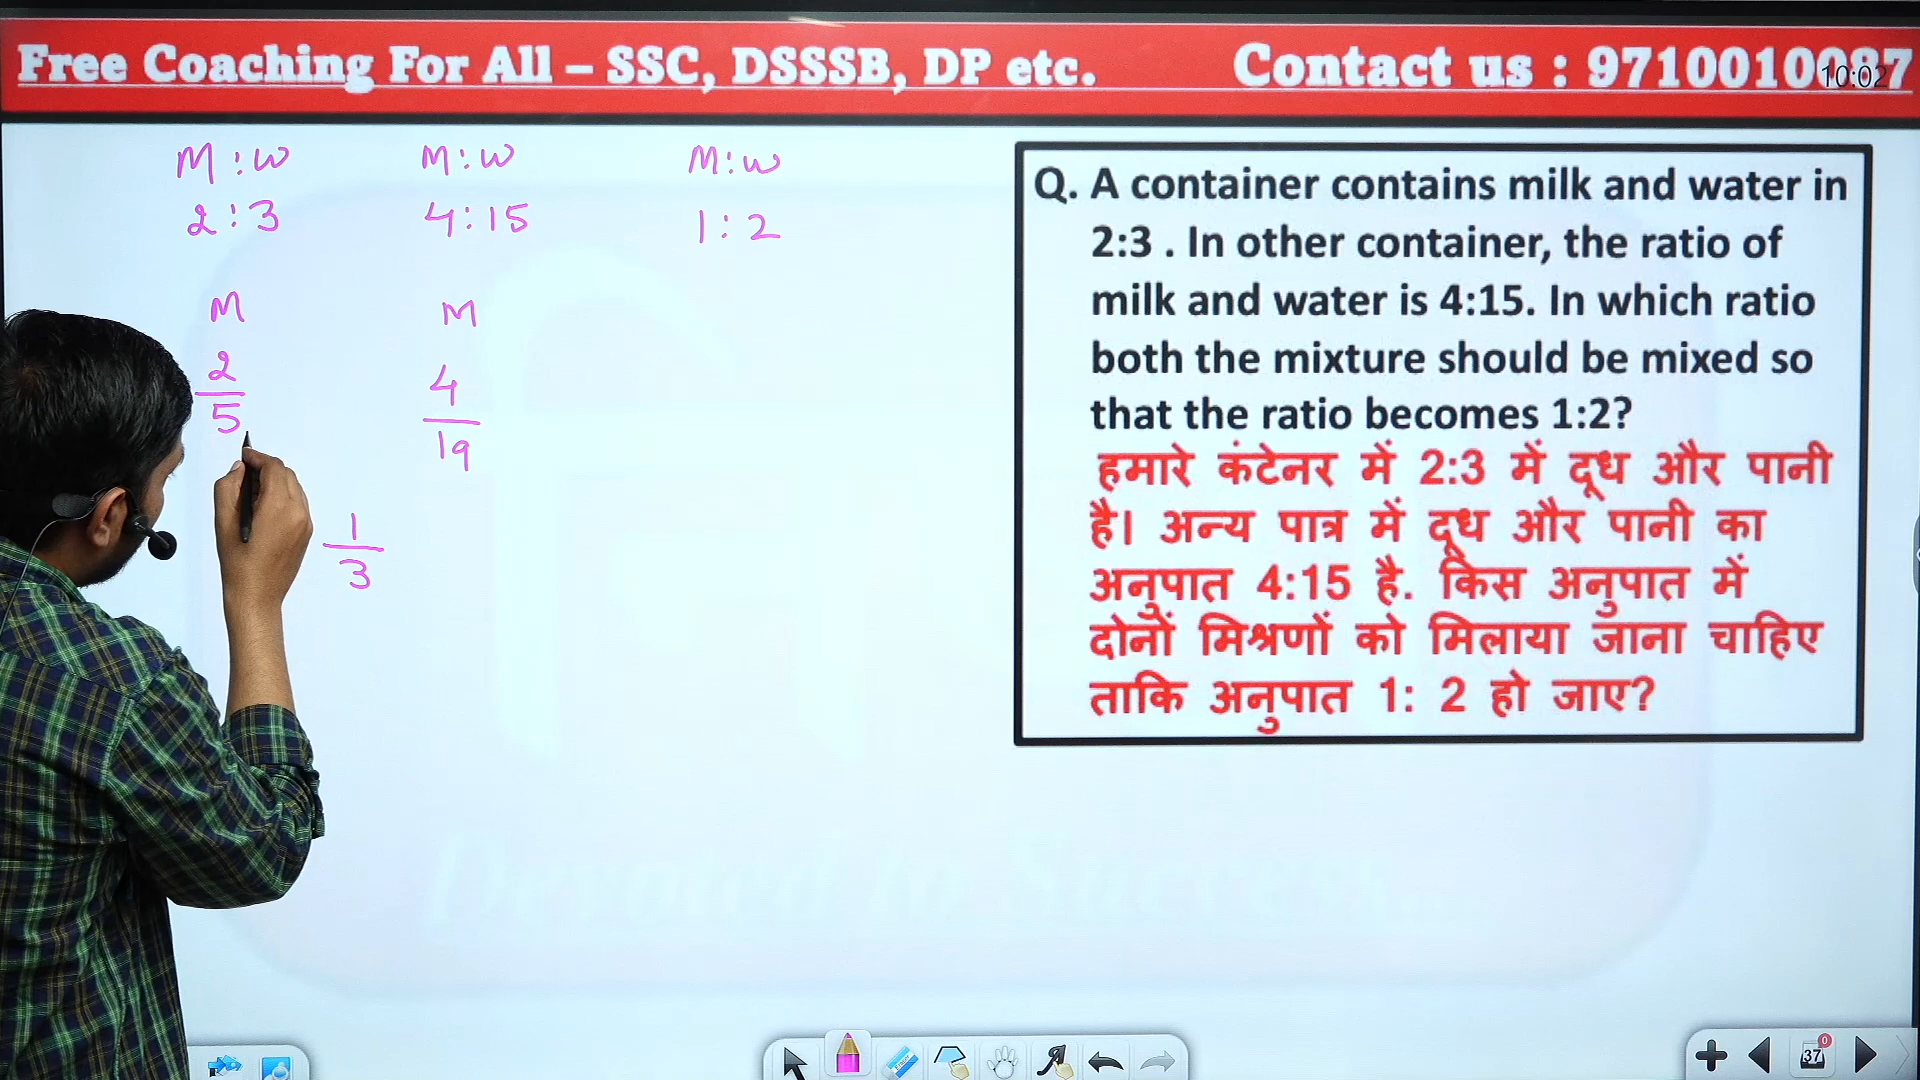 Free Coaching For All – SSC, DSSSB, DP etc. Contact us : 9710010087
10:02
M:W M:W M:W
2:3 4:15 1:2
M M
2/5 4/19
1/3
Q. A container contains milk and water in
2:3 . In other container, the ratio of
milk and water is 4:15. In which ratio
both the mixture should be mixed so
that the ratio becomes 1:2?
हमारे कंटेनर में 2:3 में दूध और पानी
है। अन्य पात्र में दूध और पानी का
अनुपात 4:15 है. किस अनुपात में
दोनों मिश्रणों को मिलाया जाना चाहिए
ताकि अनुपात 1: 2 हो जाए?
37
0